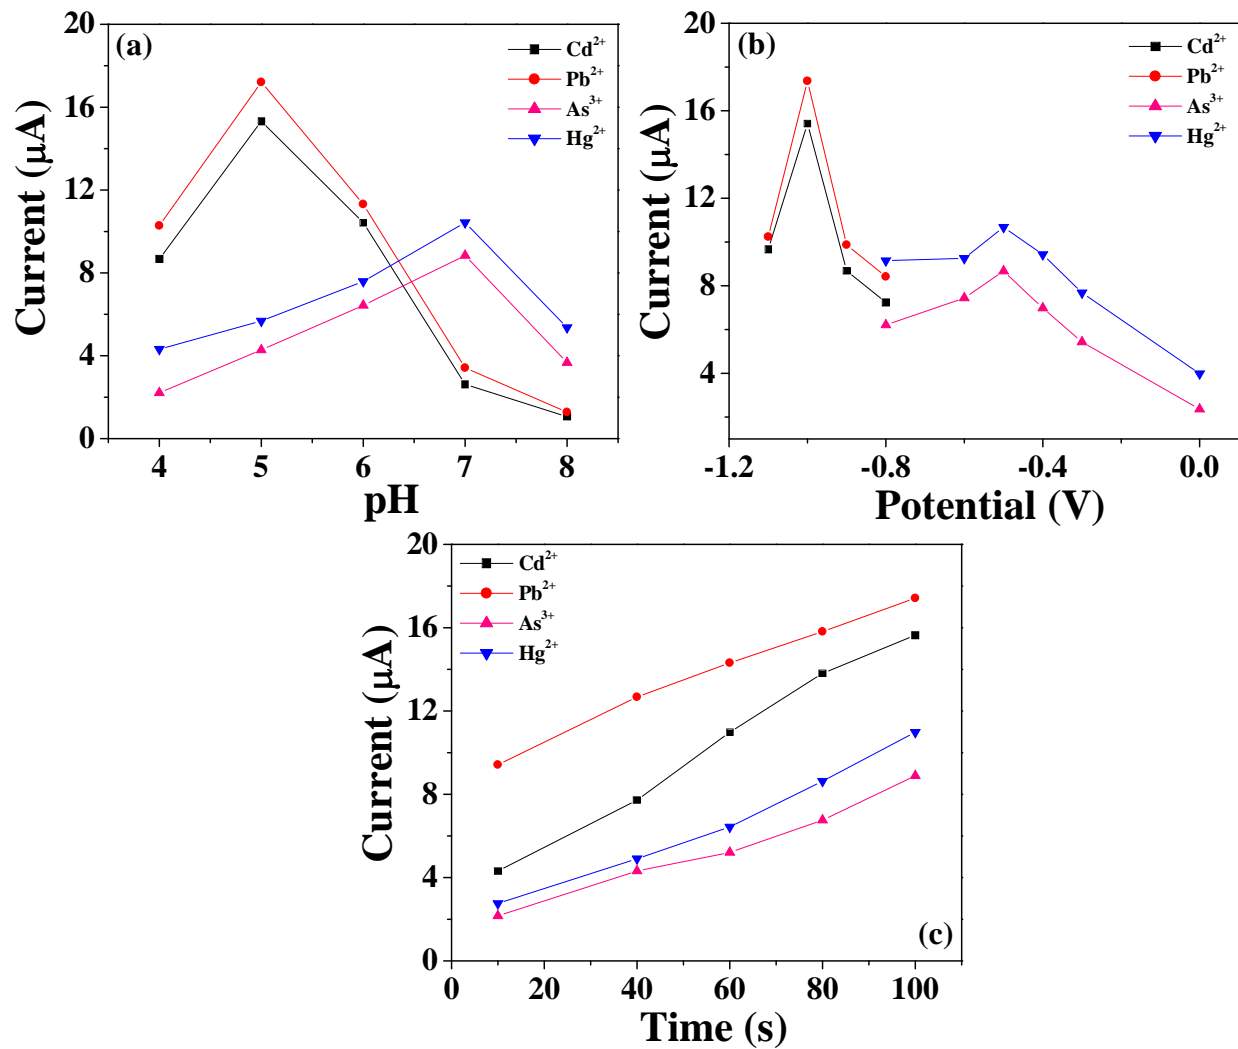 (a)
Cd²⁺
Pb²⁺
As³⁺
Hg²⁺
20
16
12
8
4
0
Current (μA)
4 5 6 7 8
pH
(b)
Cd²⁺
Pb²⁺
As³⁺
Hg²⁺
20
16
12
8
4
Current (μA)
-1.2 -0.8 -0.4 0.0
Potential (V)
Cd²⁺
Pb²⁺
As³⁺
Hg²⁺
20
16
12
8
4
0
Current (μA)
(c)
0 20 40 60 80 100
Time (s)